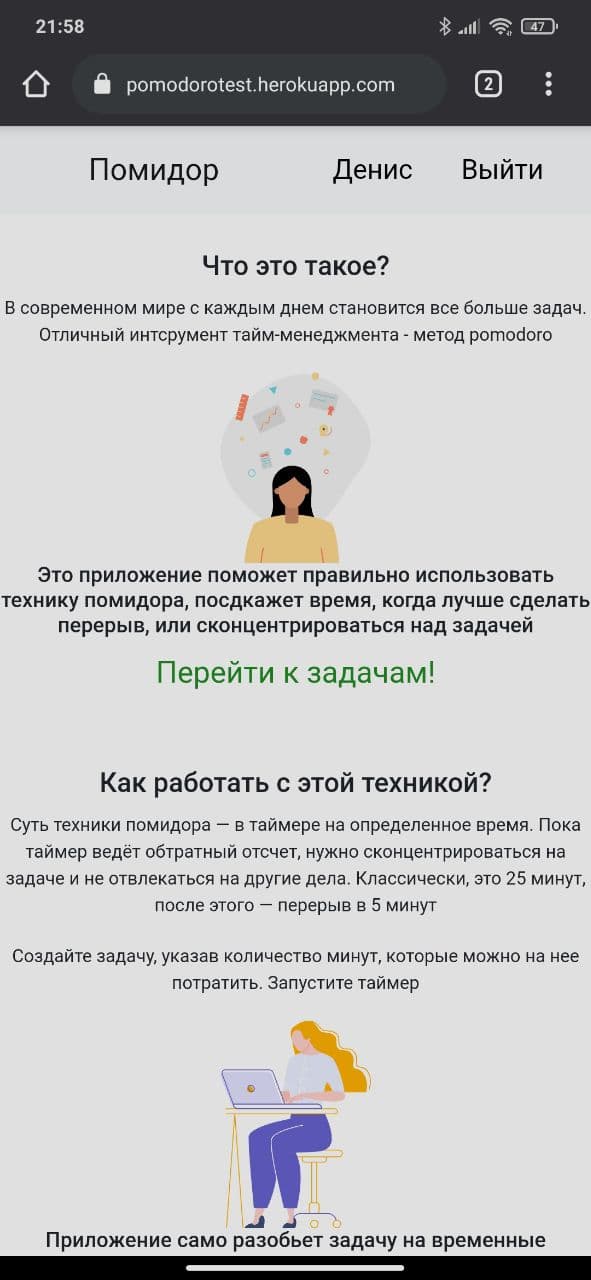 21:58
47
pomodorotest.herokuapp.com
2
Помидор Денис Выйти
Что это такое?
В современном мире с каждым днем становится все больше задач.
Отличный интсрумент тайм-менеджмента - метод pomodoro
Это приложение поможет правильно использовать
технику помидора, посдкажет время, когда лучше сделать
перерыв, или сконцентрироваться над задачей
Перейти к задачам!
Как работать с этой техникой?
Суть техники помидора — в таймере на определенное время. Пока
таймер ведёт обтратный отсчет, нужно сконцентрироваться на
задаче и не отвлекаться на другие дела. Классически, это 25 минут,
после этого — перерыв в 5 минут
Создайте задачу, указав количество минут, которые можно на нее
потратить. Запустите таймер
Приложение само разобьет задачу на временные